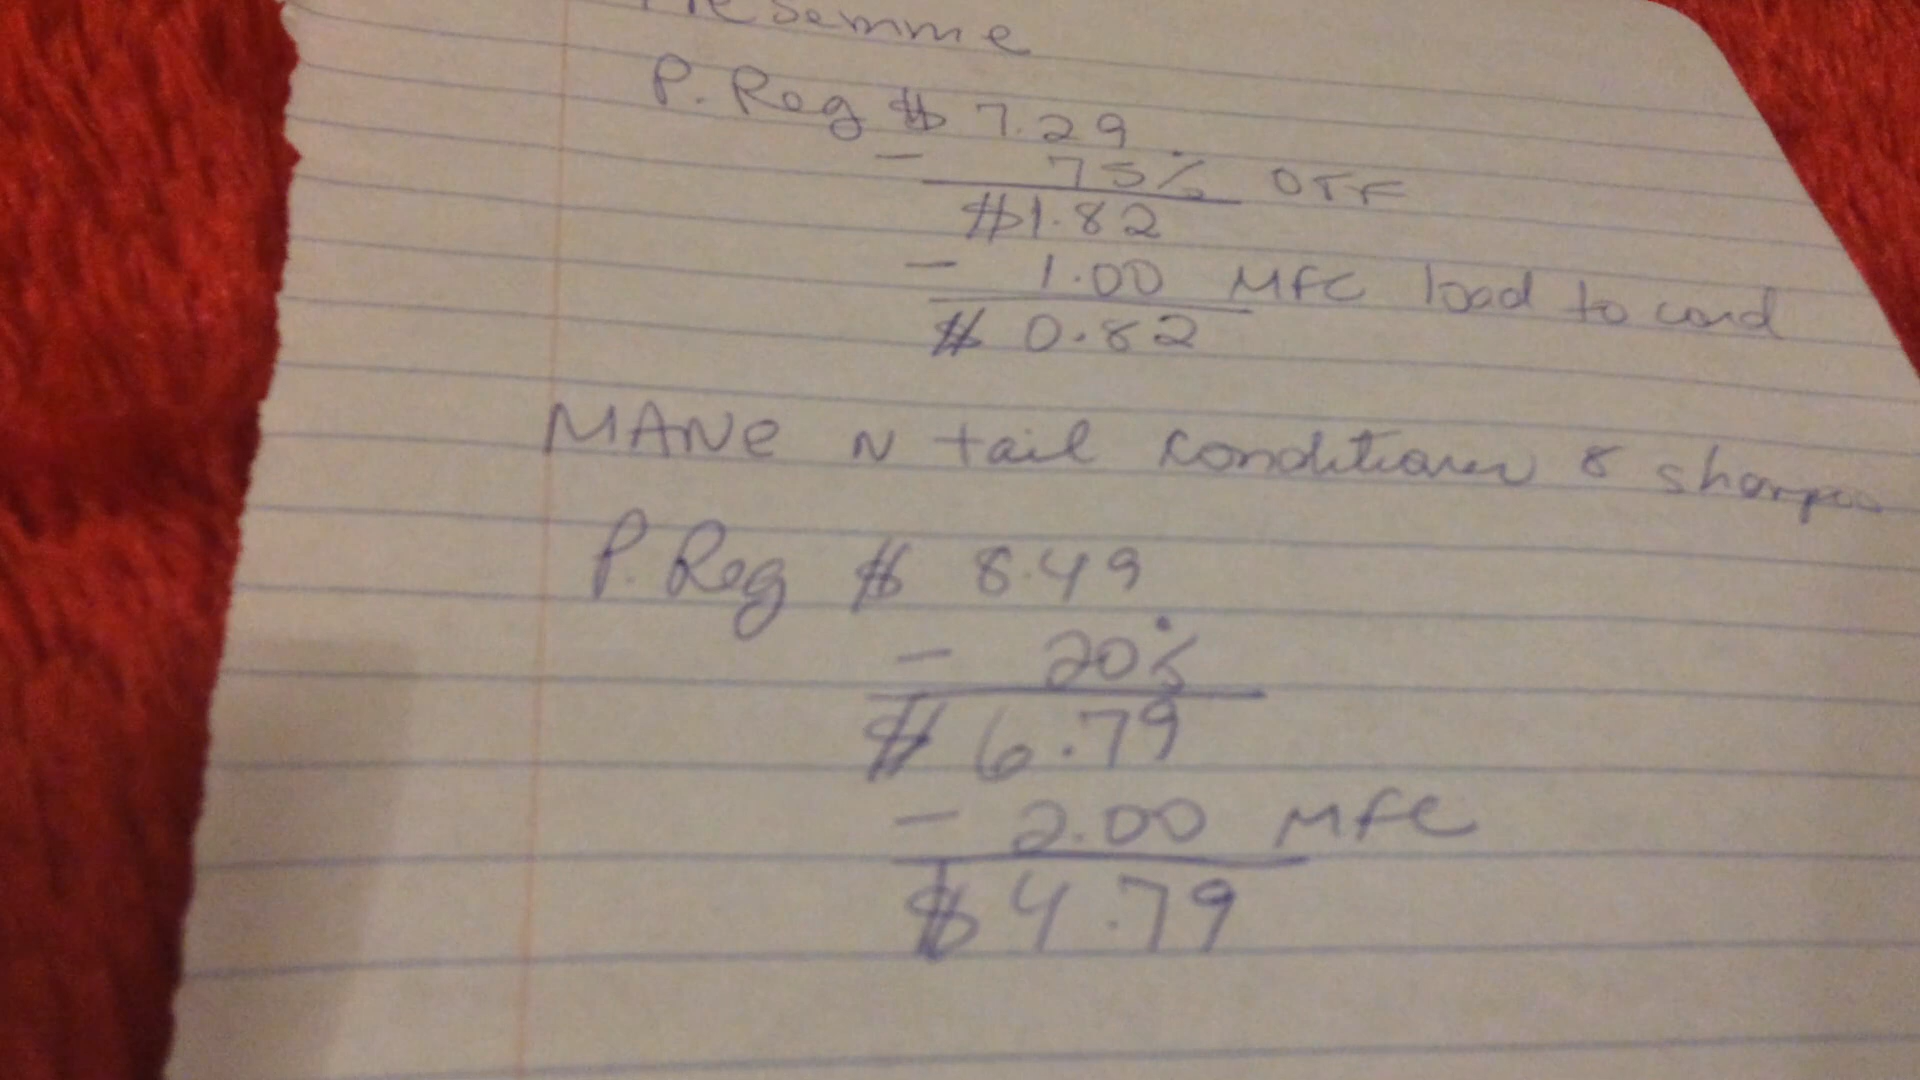 Tresemme
P. Reg $ 7.29
- 75% OFF
$1.82
- 1.00 MFC load to card
$ 0.82
MANE N tail conditioner & shampoo
P. Reg $ 8.49
- 20%
$ 6.79
- 2.00 MFC
$4.79